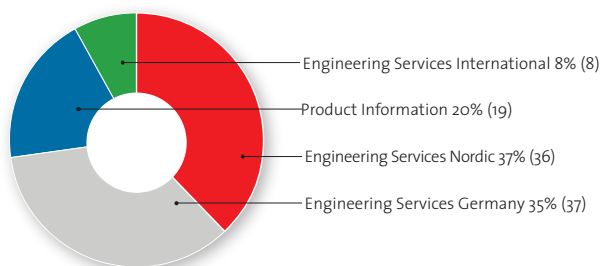 Engineering Services International 8% (8)
Product Information 20% (19)
Engineering Services Nordic 37% (36)
Engineering Services Germany 35% (37)